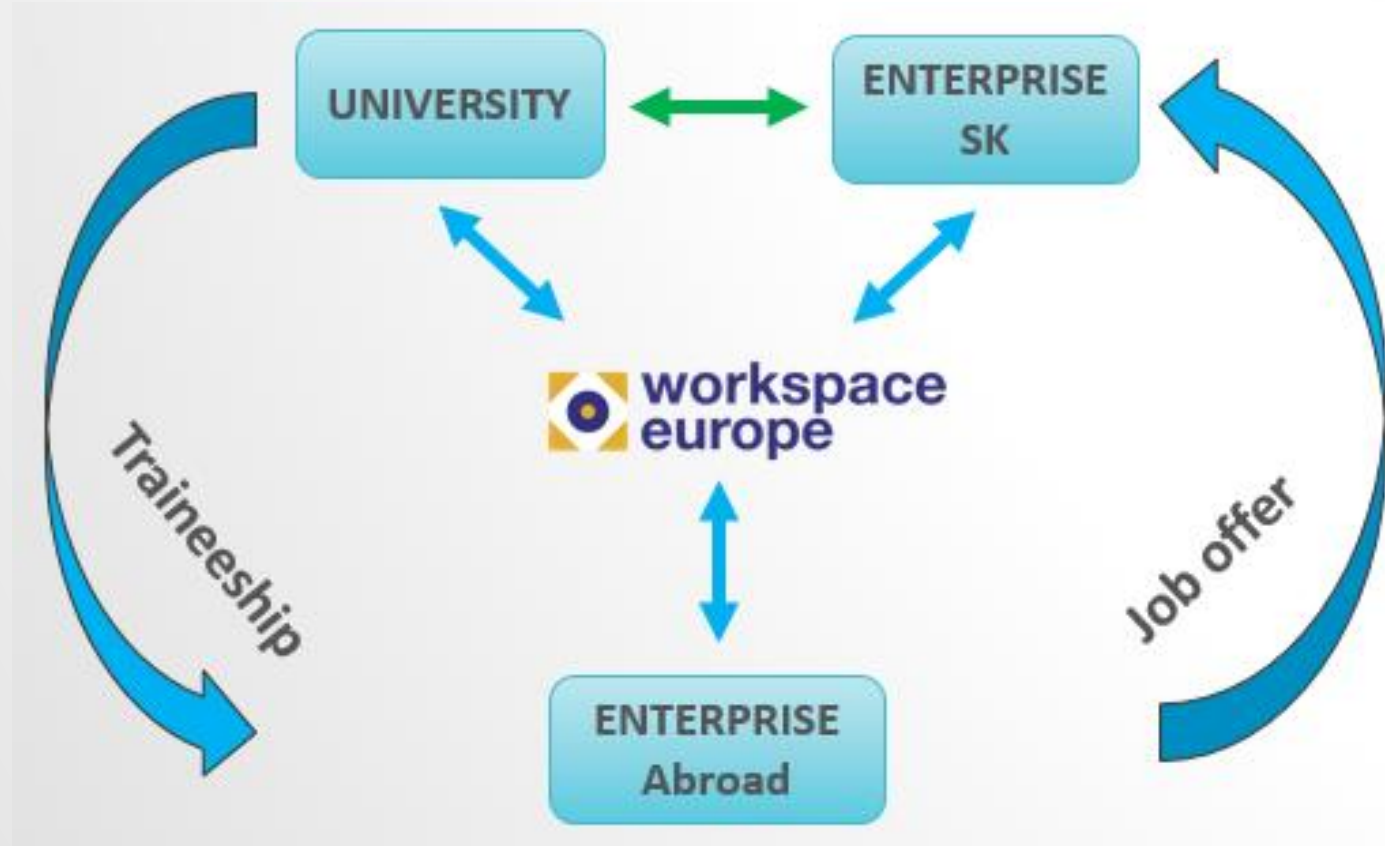 UNIVERSITY
ENTERPRISE
SK
workspace
europe
Traineeship
Job offer
ENTERPRISE
Abroad